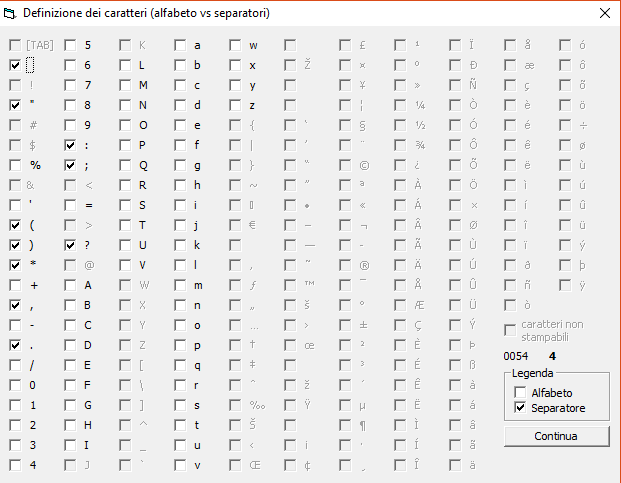 Definizione dei caratteri (alfabeto vs separatori)
[TAB] 5 K a w £ ¹ Ï å ó
6 L b x Ž ¤ º Ð æ ô
! 7 M c y ¥ » Ñ ç õ
" 8 N d z ¦ ¼ Ò è ö
# 9 O e { ‘ § ½ Ó é ÷
$ : P f | ’ ¨ ¾ Ô ê ø
% ; Q g } “ © ¿ Õ ë ù
& < R h ~ ” ª À Ö ì ú
' = S i ▯ • « Á × í û
( > T j € – ¬ Â Ø î ü
) ? U k — - Ã Ù ï ý
* @ V l ‚ ˜ ® Ä Ú ð þ
+ A W m ƒ ™ ¯ Å Û ñ ÿ
, B X n „ š ° Æ Ü ò
- C Y o … › ± Ç Ý
. D Z p † œ ² È Þ
/ E [ q ‡ ³ É ß
0 F \ r ˆ ž ´ Ê à
1 G ] s ‰ Ÿ µ Ë á
2 H ^ t Š ¶ Ì â
3 I _ u ‹ ¡ · Í ã
4 J ` v Œ ¢ ¸ Î ä
caratteri non
stampabili
0054 4
Legenda
Alfabeto
Separatore
Continua